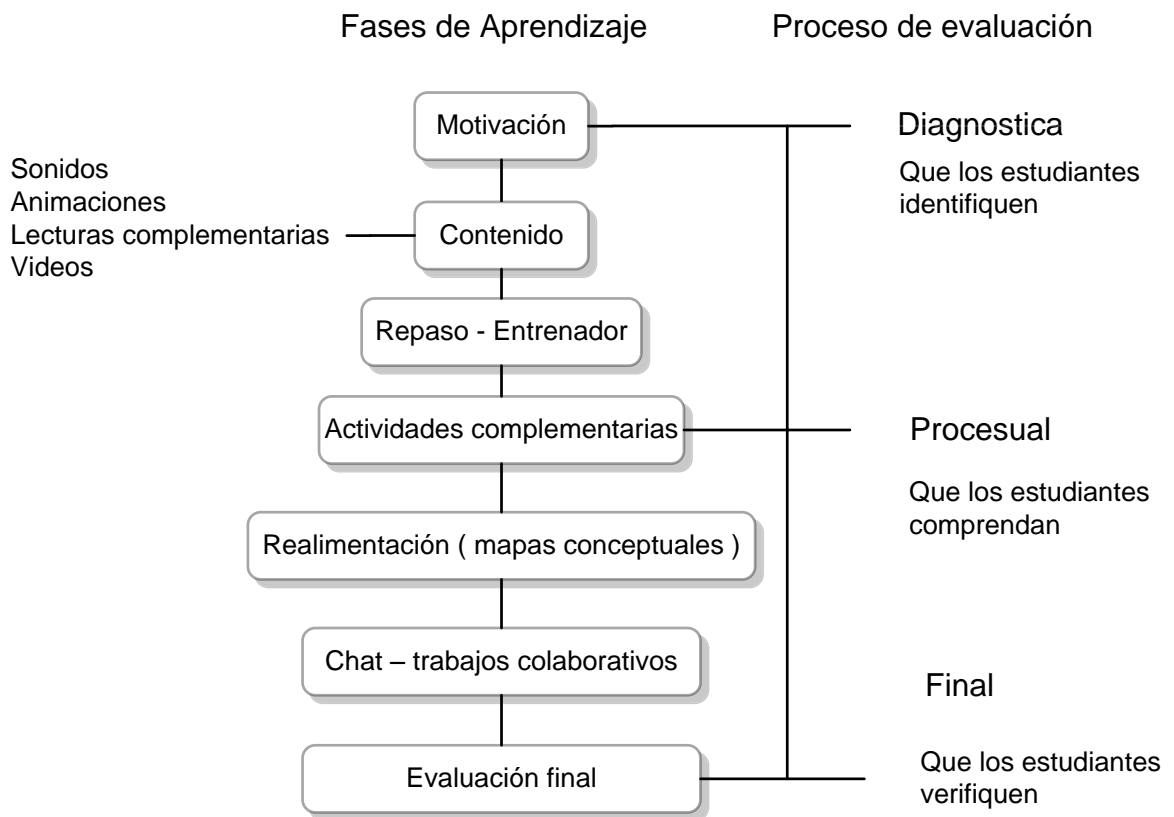 Fases de Aprendizaje
Proceso de evaluación
Motivación
Diagnostica
Que los estudiantes
identifiquen
Sonidos
Animaciones
Lecturas complementarias
Videos
Contenido
Repaso - Entrenador
Actividades complementarias
Procesual
Que los estudiantes
comprendan
Realimentación ( mapas conceptuales )
Chat – trabajos colaborativos
Final
Evaluación final
Que los estudiantes
verifiquen